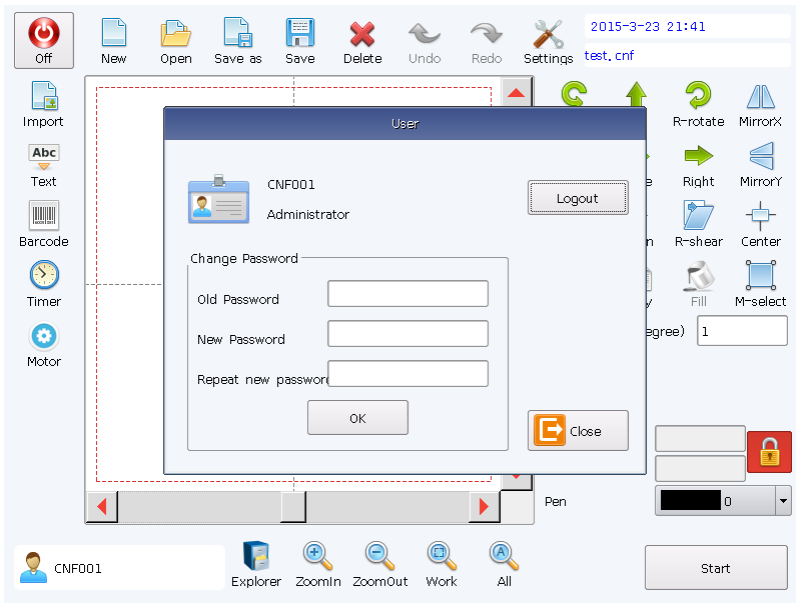 2015-3-23 21:41
Off
New
Open
Save as
Save
Delete
Undo
Redo
Settings
test.cnf
Import
R-rotate
MirrorX
User
Abc
Text
CNF001
Administrator
Logout
Right
MirrorY
Barcode
R-shear
Center
Change Password
Old Password
New Password
Repeat new password
OK
Close
Timer
Fill
M-select
egree)
1
Motor
Pen
0
CNF001
Explorer
ZoomIn
ZoomOut
Work
A
All
Start